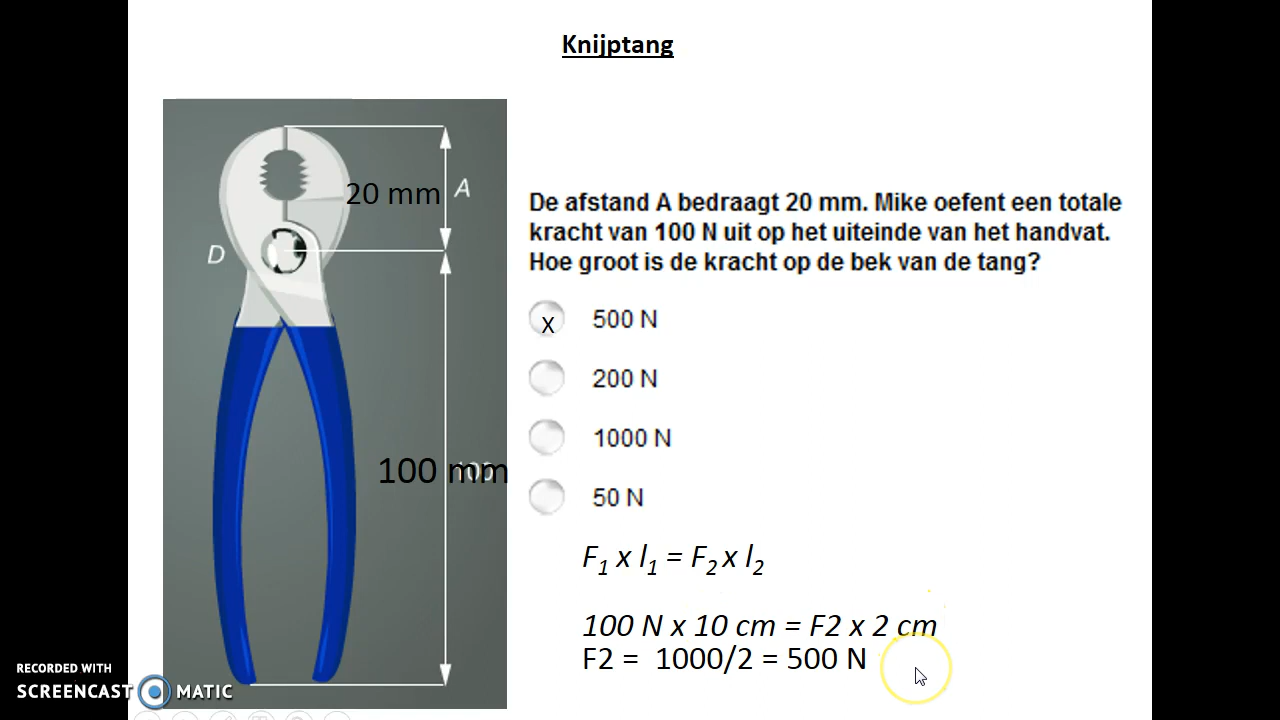 Knijptang
20 mm
A
D
100 mm
100
De afstand A bedraagt 20 mm. Mike oefent een totale
kracht van 100 N uit op het uiteinde van het handvat.
Hoe groot is de kracht op de bek van de tang?
x 500 N
200 N
1000 N
50 N
F1 x l1 = F2 x l2
100 N x 10 cm = F2 x 2 cm
F2 = 1000/2 = 500 N
RECORDED WITH
SCREENCAST MATIC